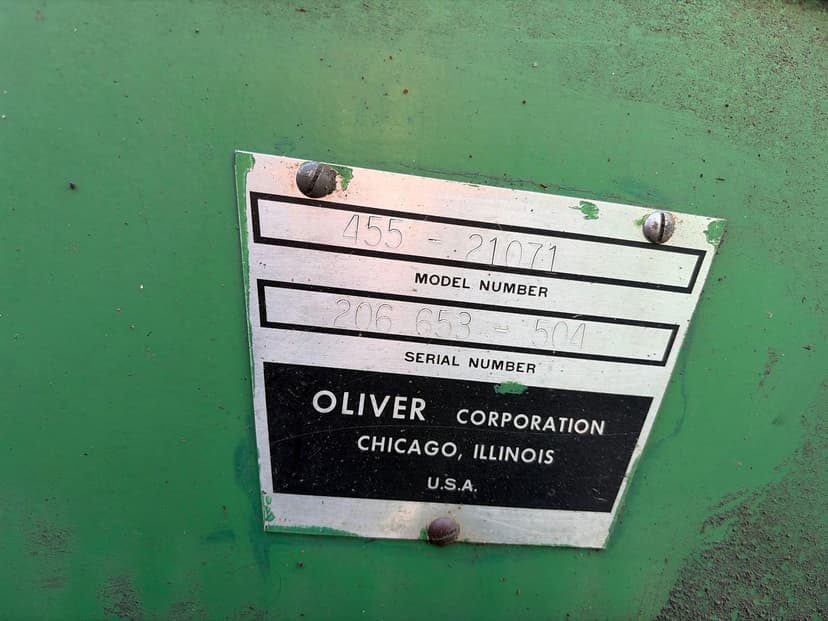 455 - 21071
MODEL NUMBER
206 653 - 504
SERIAL NUMBER
OLIVER CORPORATION
CHICAGO, ILLINOIS
U.S.A.